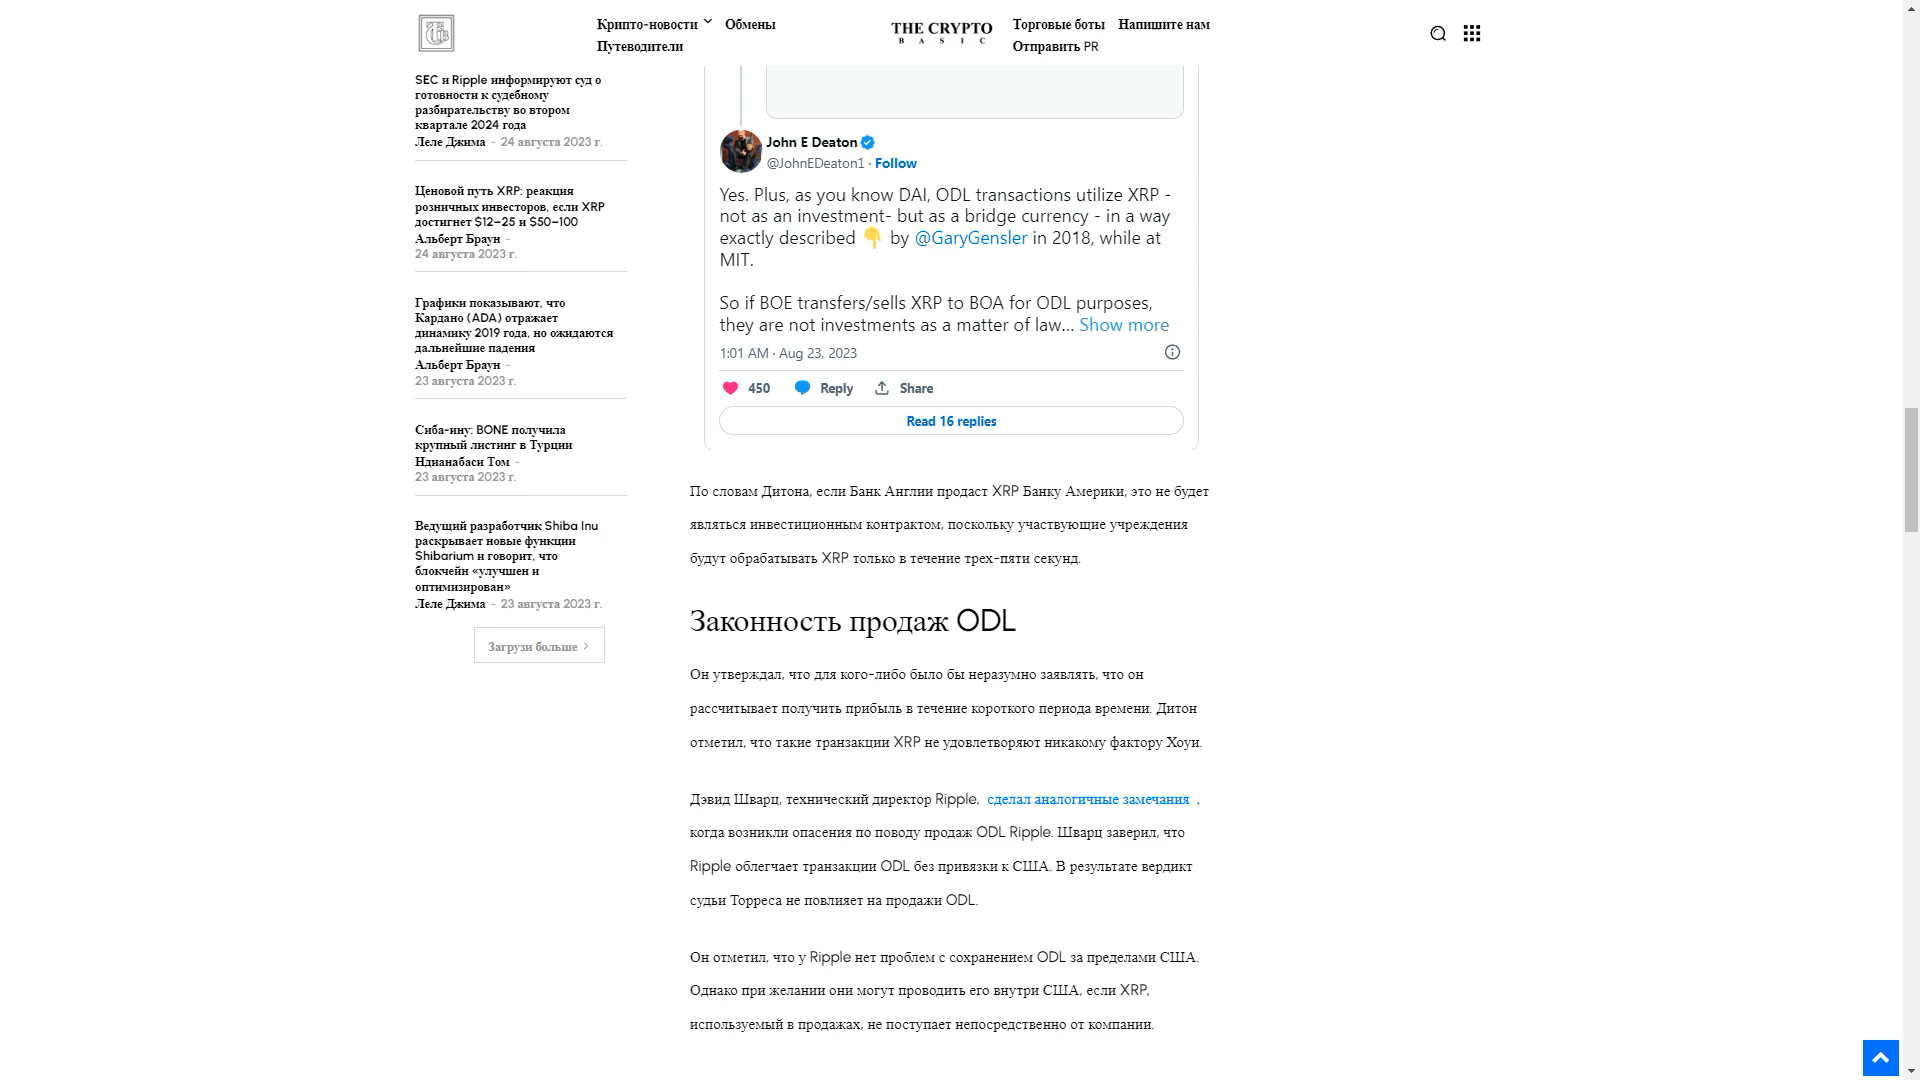 Крипто-новости
Обмены
Путеводители
THE CRYPTO
BASIC
Торговые боты
Напишите нам
Отправить PR
SEC и Ripple информируют суд о
готовности к судебному
разбирательству во втором
квартале 2024 года
Леле Джима - 24 августа 2023 г.
Ценовой путь XRP: реакция
розничных инвесторов, если XRP
достигнет $12–25 и $50–100
Альберт Браун -
24 августа 2023 г.
Графики показывают, что
Кардано (ADA) отражает
динамику 2019 года, но ожидаются
дальнейшие падения
Альберт Браун -
23 августа 2023 г.
Сиба-ину: BONE получила
крупный листинг в Турции
Ндианабаси Том -
23 августа 2023 г.
Ведущий разработчик Shiba Inu
раскрывает новые функции
Shibarium и говорит, что
блокчейн «улучшен и
оптимизирован»
Леле Джима - 23 августа 2023 г.
Загрузи больше
John E Deaton
@JohnEDeaton1 · Follow
Yes. Plus, as you know DAI, ODL transactions utilize XRP -
not as an investment- but as a bridge currency - in a way
exactly described 👇 by @GaryGensler in 2018, while at
MIT.
So if BOE transfers/sells XRP to BOA for ODL purposes,
they are not investments as a matter of law... Show more
1:01 AM · Aug 23, 2023
450 Reply Share
Read 16 replies
По словам Дитона, если Банк Англии продаст XRP Банку Америки, это не будет
являться инвестиционным контрактом, поскольку участвующие учреждения
будут обрабатывать XRP только в течение трех-пяти секунд.
Законность продаж ODL
Он утверждал, что для кого-либо было бы неразумно заявлять, что он
рассчитывает получить прибыль в течение короткого периода времени. Дитон
отметил, что такие транзакции XRP не удовлетворяют никакому фактору Хоуи.
Дэвид Шварц, технический директор Ripple, сделал аналогичные замечания ,
когда возникли опасения по поводу продаж ODL Ripple. Шварц заверил, что
Ripple облегчает транзакции ODL без привязки к США. В результате вердикт
судьи Торреса не повлияет на продажи ODL.
Он отметил, что у Ripple нет проблем с сохранением ODL за пределами США.
Однако при желании они могут проводить его внутри США, если XRP,
используемый в продажах, не поступает непосредственно от компании.